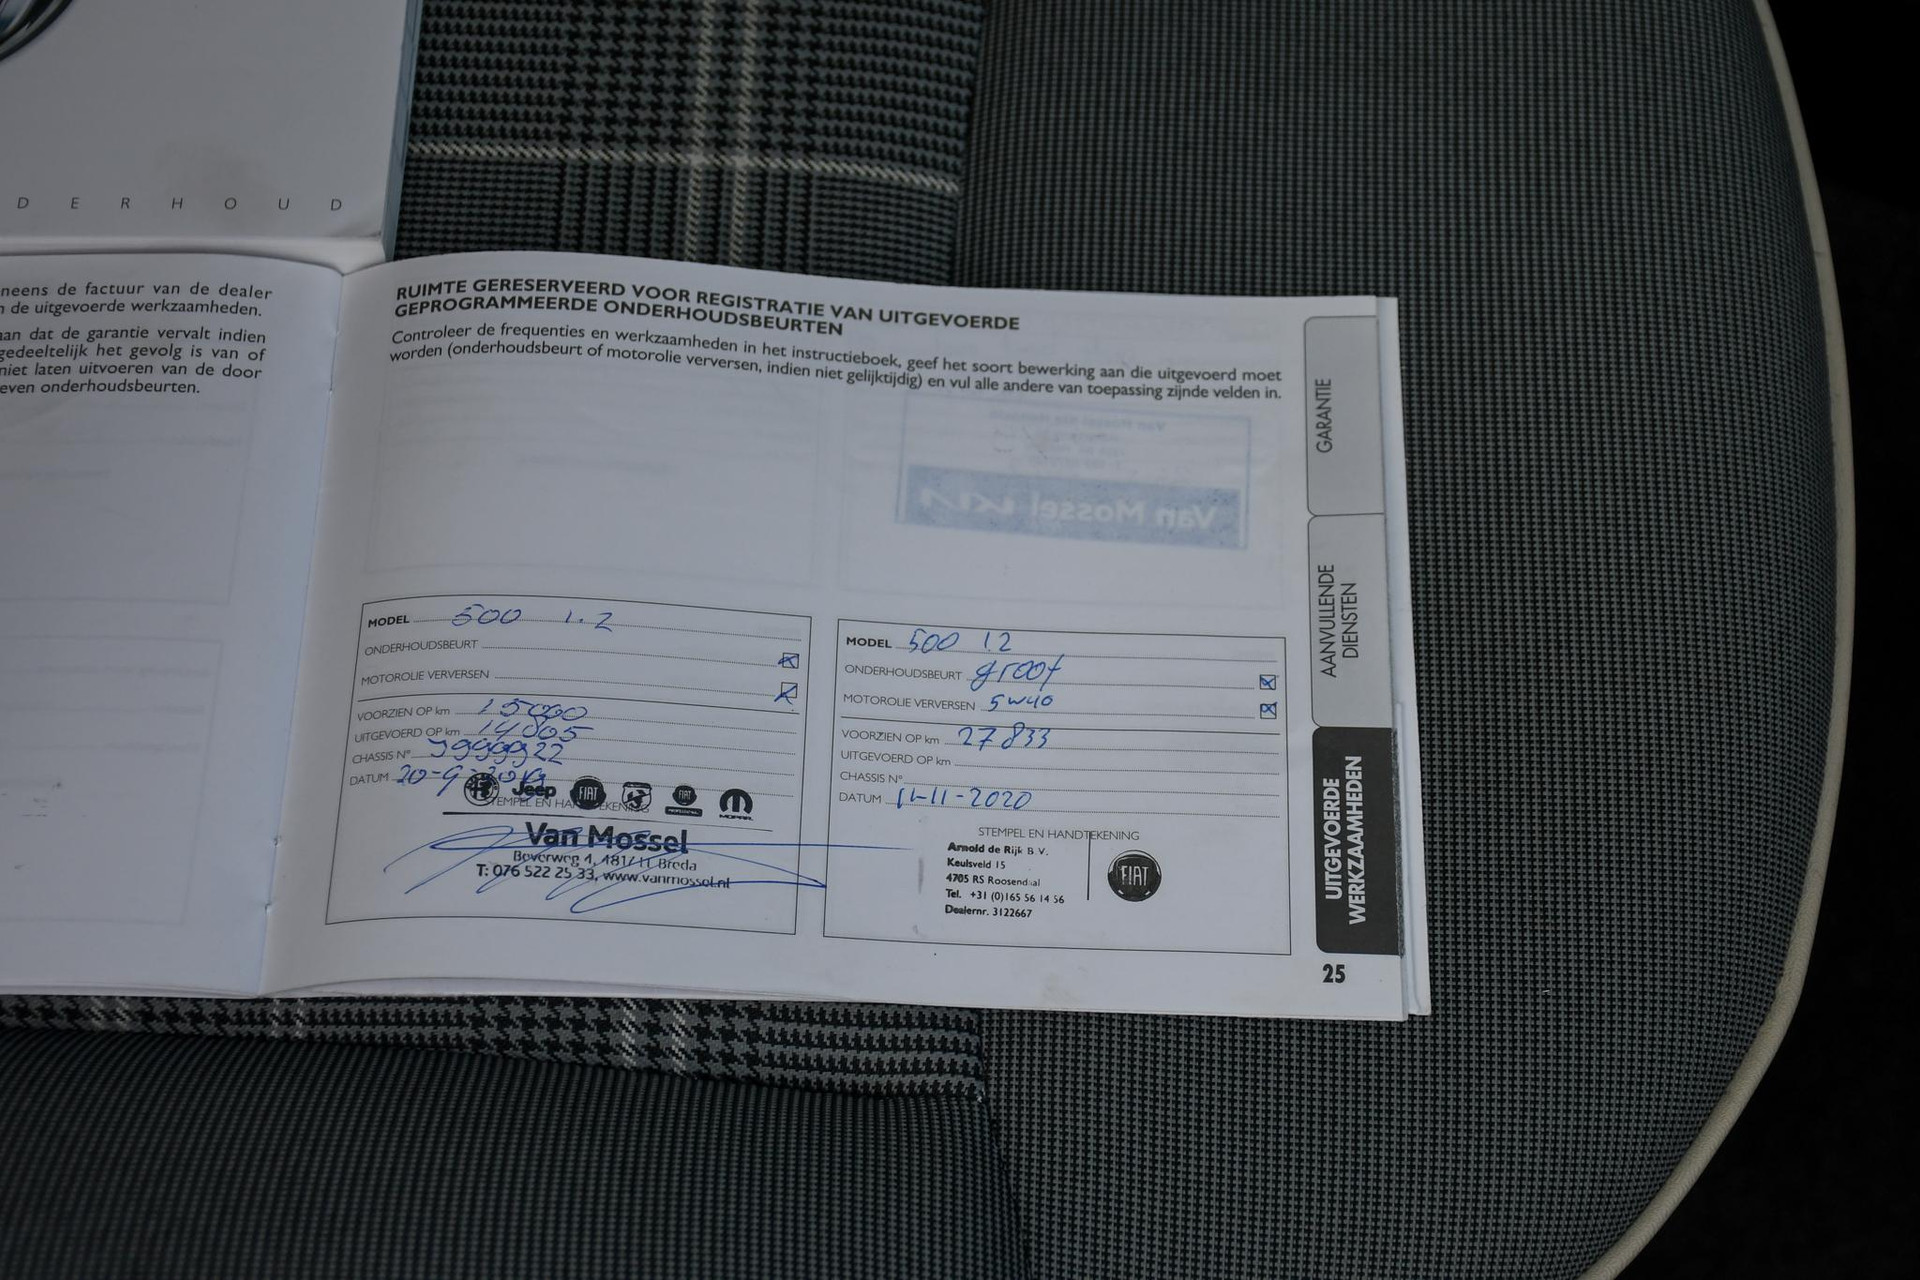 D E R H O U D
neens de factuur van de dealer
n de uitgevoerde werkzaamheden.
aan dat de garantie vervalt indien
gedeeltelijk het gevolg is van of
niet laten uitvoeren van de door
even onderhoudsbeurten.
RUIMTE GERESERVEERD VOOR REGISTRATIE VAN UITGEVOERDE
GEPROGRAMMEERDE ONDERHOUDSBEURTEN
Controleer de frequenties en werkzaamheden in het instructieboek, geef het soort bewerking aan die uitgevoerd moet
worden (onderhoudsbeurt of motorolie verversen, indien niet gelijktijdig) en vul alle andere van toepassing zijnde velden in.
Van Mossel KIA
MODEL 500 1.2
ONDERHOUDSBEURT
MOTOROLIE VERVERSEN
VOORZIEN OP km 15000
UITGEVOERD OP km
CHASSIS N°
DATUM
Jeep FIAT FIAT MOPAR
STEMPEL EN HANDTEKENING
Van Mossel
Beverweg 4, 4817 LL Breda
T: 076 522 25 33, www.vanmossel.nl
MODEL 500 1.2
ONDERHOUDSBEURT groot
MOTOROLIE VERVERSEN 5W40
VOORZIEN OP km 27833
UITGEVOERD OP km
CHASSIS N°
DATUM 11-11-2020
STEMPEL EN HANDTEKENING
Arnold de Rijk B.V.
Keulsveld 15
4705 RS Roosendaal
Tel. +31 (0)165 56 14 56
Dealernr. 3122667
FIAT
GARANTIE
AANVULLENDE
DIENSTEN
UITGEVOERDE
WERKZAAMHEDEN
25